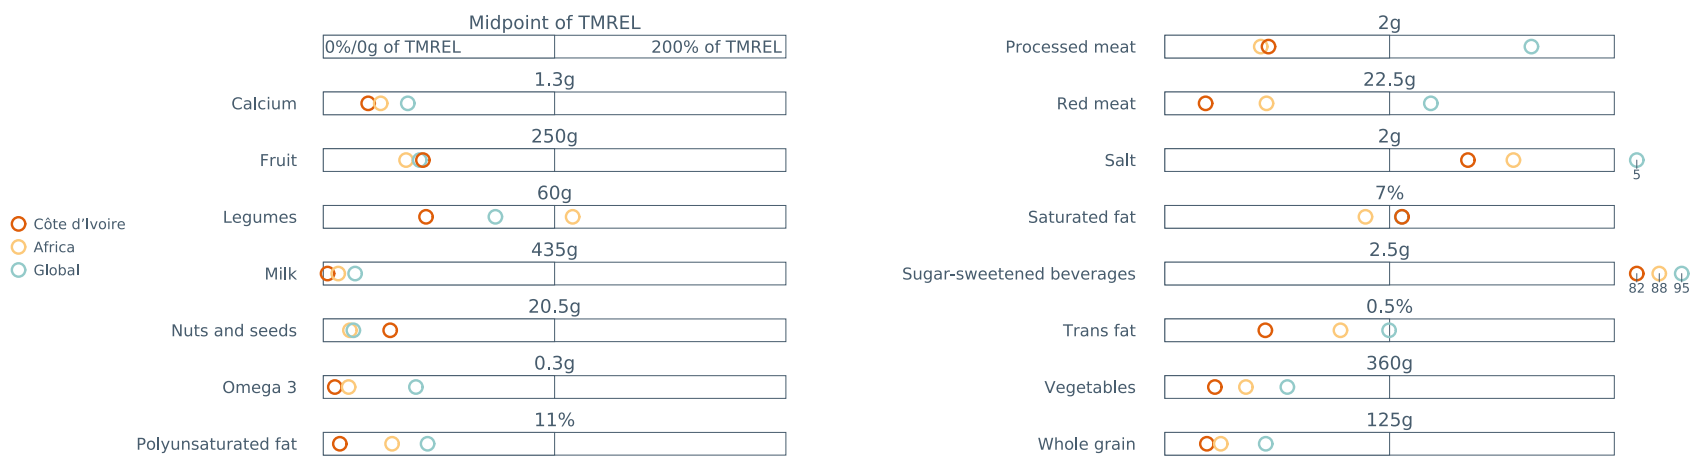 Midpoint of TMREL
0%/0g of TMREL 200% of TMREL
1.3g
Calcium
250g
Fruit
60g
Legumes
435g
Milk
20.5g
Nuts and seeds
0.3g
Omega 3
11%
Polyunsaturated fat
Côte d'Ivoire
Africa
Global
2g
Processed meat
22.5g
Red meat
2g
Salt
5
7%
Saturated fat
2.5g
Sugar-sweetened beverages
82 88 95
0.5%
Trans fat
360g
Vegetables
125g
Whole grain